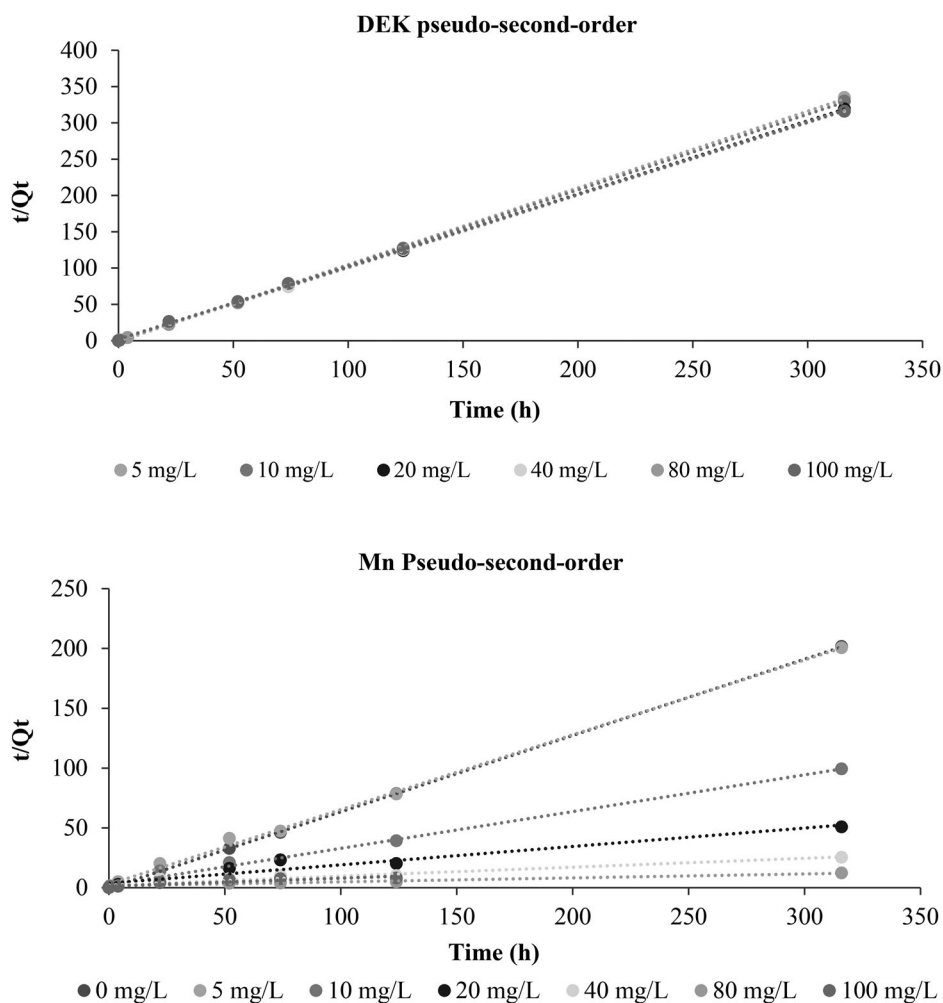 DEK pseudo-second-order
400
350
300
250
200
150
100
50
0
t/Qt
0 50 100 150 200 250 300 350
Time (h)
5 mg/L 10 mg/L 20 mg/L 40 mg/L 80 mg/L 100 mg/L
Mn Pseudo-second-order
250
200
150
100
50
0
t/Qt
0 50 100 150 200 250 300 350
Time (h)
0 mg/L 5 mg/L 10 mg/L 20 mg/L 40 mg/L 80 mg/L 100 mg/L